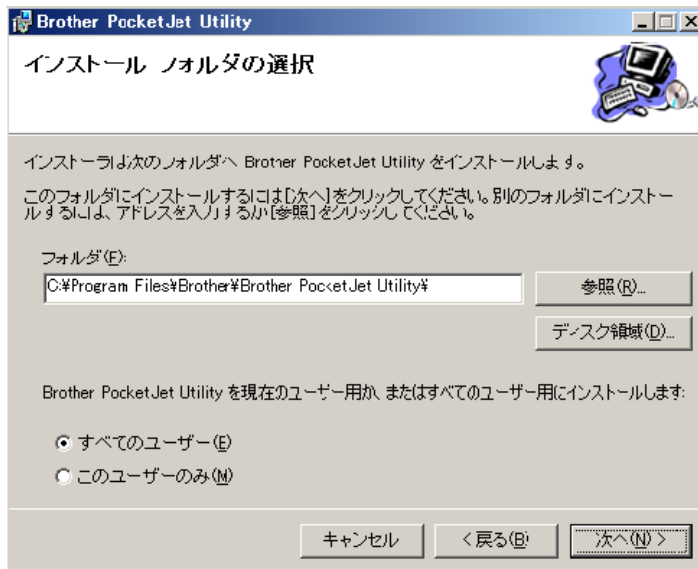 Brother PocketJet Utility
インストール フォルダの選択
インストーラは次のフォルダへ Brother PocketJet Utility をインストールします。
このフォルダにインストールするには[次へ]をクリックしてください。別のフォルダにインストー
ルするには、アドレスを入力するか[参照]をクリックしてください。
フォルダ(F):
C:¥Program Files¥Brother¥Brother PocketJet Utility¥
参照(R)...
ディスク領域(D)...
Brother PocketJet Utility を現在のユーザー用か、またはすべてのユーザー用にインストールします:
すべてのユーザー(E)
このユーザーのみ(M)
キャンセル
< 戻る(B)
次へ(N) >